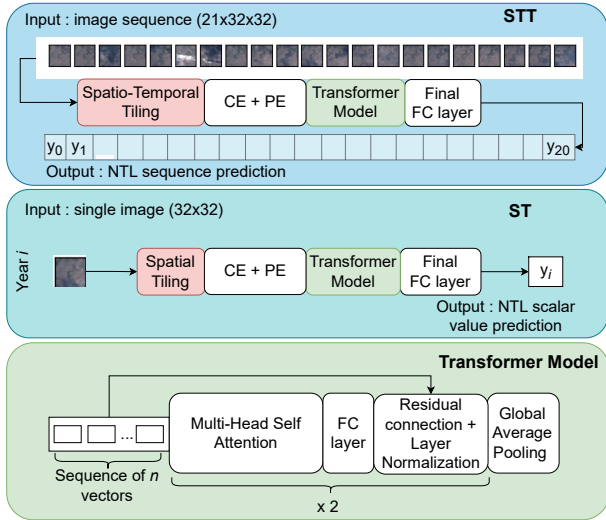 Input : image sequence (21x32x32)
STT
Spatio-Temporal
Tiling
CE + PE
Transformer
Model
Final
FC layer
y0 y1 y20
Output : NTL sequence prediction
Input : single image (32x32)
ST
Year i
Spatial
Tiling
CE + PE
Transformer
Model
Final
FC layer
yi
Output : NTL scalar
value prediction
Transformer Model
...
Sequence of n
vectors
Multi-Head Self
Attention
FC
layer
Residual
connection +
Layer
Normalization
Global
Average
Pooling
x 2